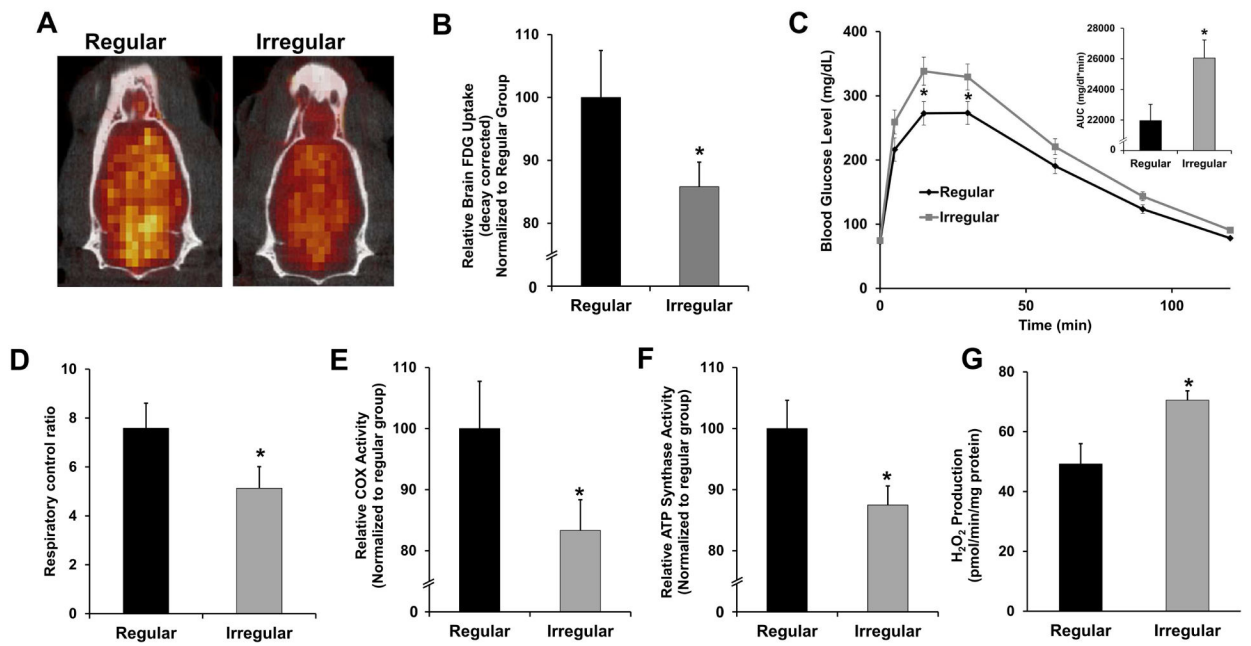 A
Regular
Irregular
B
Relative Brain FDG Uptake
(decay corrected)
Normalized to Regular Group
110
100
90
80
0
*
Regular
Irregular
C
Blood Glucose Level (mg/dL)
400
300
200
100
0
*
*
Regular
Irregular
0
50
100
Time (min)
AUC (mg/dl*min)
28000
26000
24000
22000
0
*
Regular
Irregular
D
Respiratory control ratio
10
8
6
4
2
0
*
Regular
Irregular
E
Relative COX Activity
(Normalized to regular group)
110
100
90
80
0
*
Regular
Irregular
F
Relative ATP Synthase Activity
(Normalized to regular group)
110
100
90
80
0
*
Regular
Irregular
G
H₂O₂ Production
(pmol/min/mg protein)
80
60
40
20
0
*
Regular
Irregular